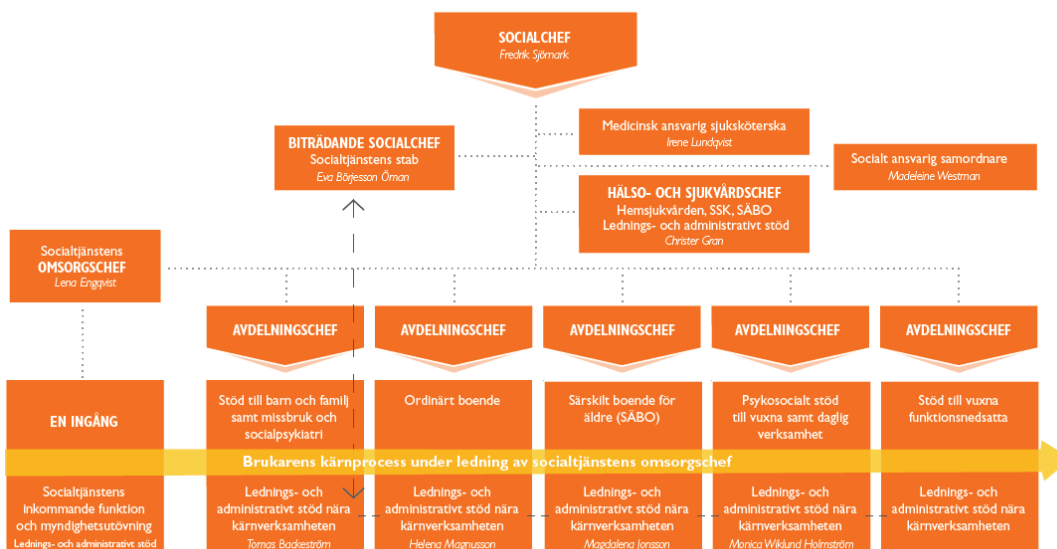 SOCIALCHEF
Fredrik Sjömark
BITRÄDANDE SOCIALCHEF
Socialtjänstens stab
Eva Börjesson Öman
Medicinsk ansvarig sjuksköterska
Irene Lundqvist
Socialt ansvarig samordnare
Madeleine Westman
HÄLSO- OCH SJUKVÅRDSCHEF
Hemsjukvården, SSK, SÄBO
Lednings- och administrativt stöd
Christer Gran
Socialtjänstens
OMSORGSCHEF
Lena Engqvist
AVDELNINGSCHEF
AVDELNINGSCHEF
AVDELNINGSCHEF
AVDELNINGSCHEF
AVDELNINGSCHEF
EN INGÅNG
Stöd till barn och familj
samt missbruk och
socialpsykiatri
Ordinärt boende
Särskilt boende för
äldre (SÄBO)
Psykosocialt stöd
till vuxna samt daglig
verksamhet
Stöd till vuxna
funktionsnedsatta
Brukarens kärnprocess under ledning av socialtjänstens omsorgschef
Socialtjänstens
inkommande funktion
och myndighetsutövning
Lednings- och administrativt stöd
Lednings- och
administrativt stöd nära
kärnverksamheten
Tomas Backeström
Lednings- och
administrativt stöd nära
kärnverksamheten
Helena Magnusson
Lednings- och
administrativt stöd nära
kärnverksamheten
Magdalena Jonsson
Lednings- och
administrativt stöd nära
kärnverksamheten
Monica Wiklund Holmström
Lednings- och
administrativt stöd nära
kärnverksamheten